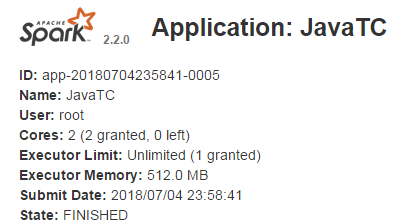 APACHE
Spark™ 2.2.0 Application: JavaTC
ID: app-20180704235841-0005
Name: JavaTC
User: root
Cores: 2 (2 granted, 0 left)
Executor Limit: Unlimited (1 granted)
Executor Memory: 512.0 MB
Submit Date: 2018/07/04 23:58:41
State: FINISHED